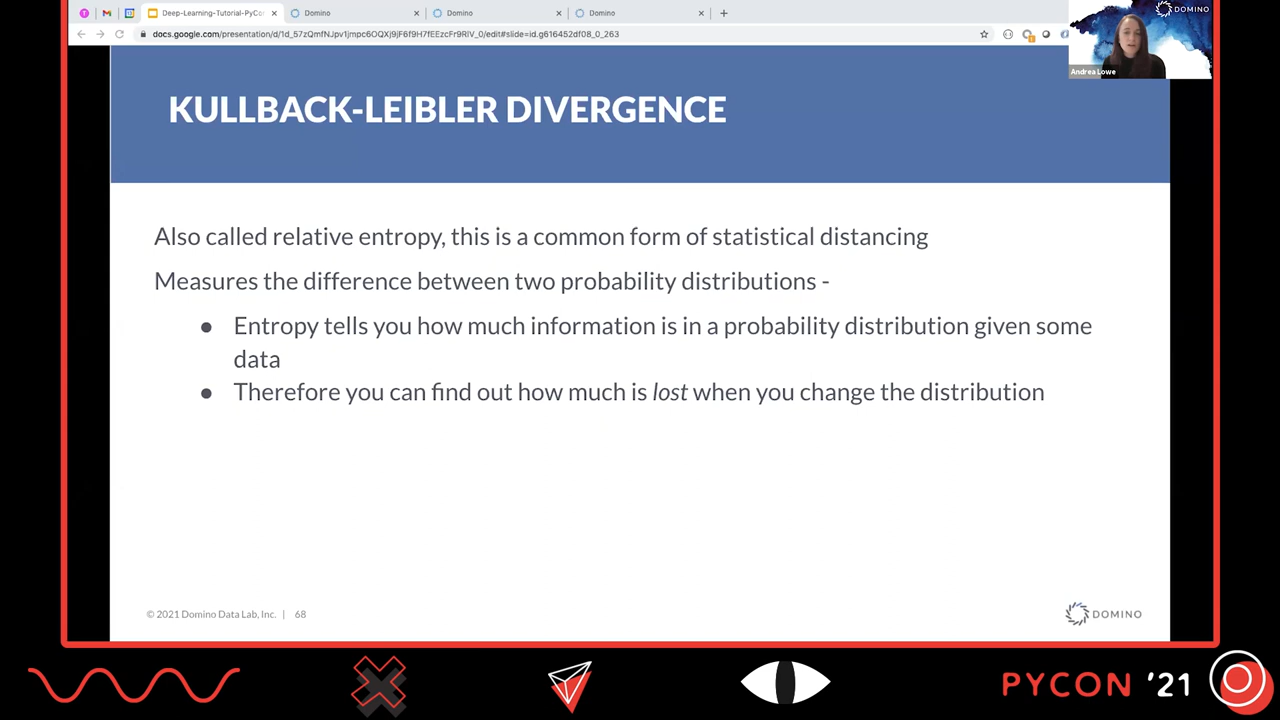 Deep-Learning-Tutorial-PyCo
Domino
Domino
Domino
docs.google.com/presentation/d/1d_57zQmfNJpv1jmpc6OQXj9jF6f9H7fEEzcFr9RlV_0/edit#slide=id.g616452df08_0_263
DOMINO
Andrea Lowe
KULLBACK-LEIBLER DIVERGENCE
Also called relative entropy, this is a common form of statistical distancing
Measures the difference between two probability distributions -
● Entropy tells you how much information is in a probability distribution given some
data
● Therefore you can find out how much is lost when you change the distribution
© 2021 Domino Data Lab, Inc. | 68
DOMINO
PYCON '21